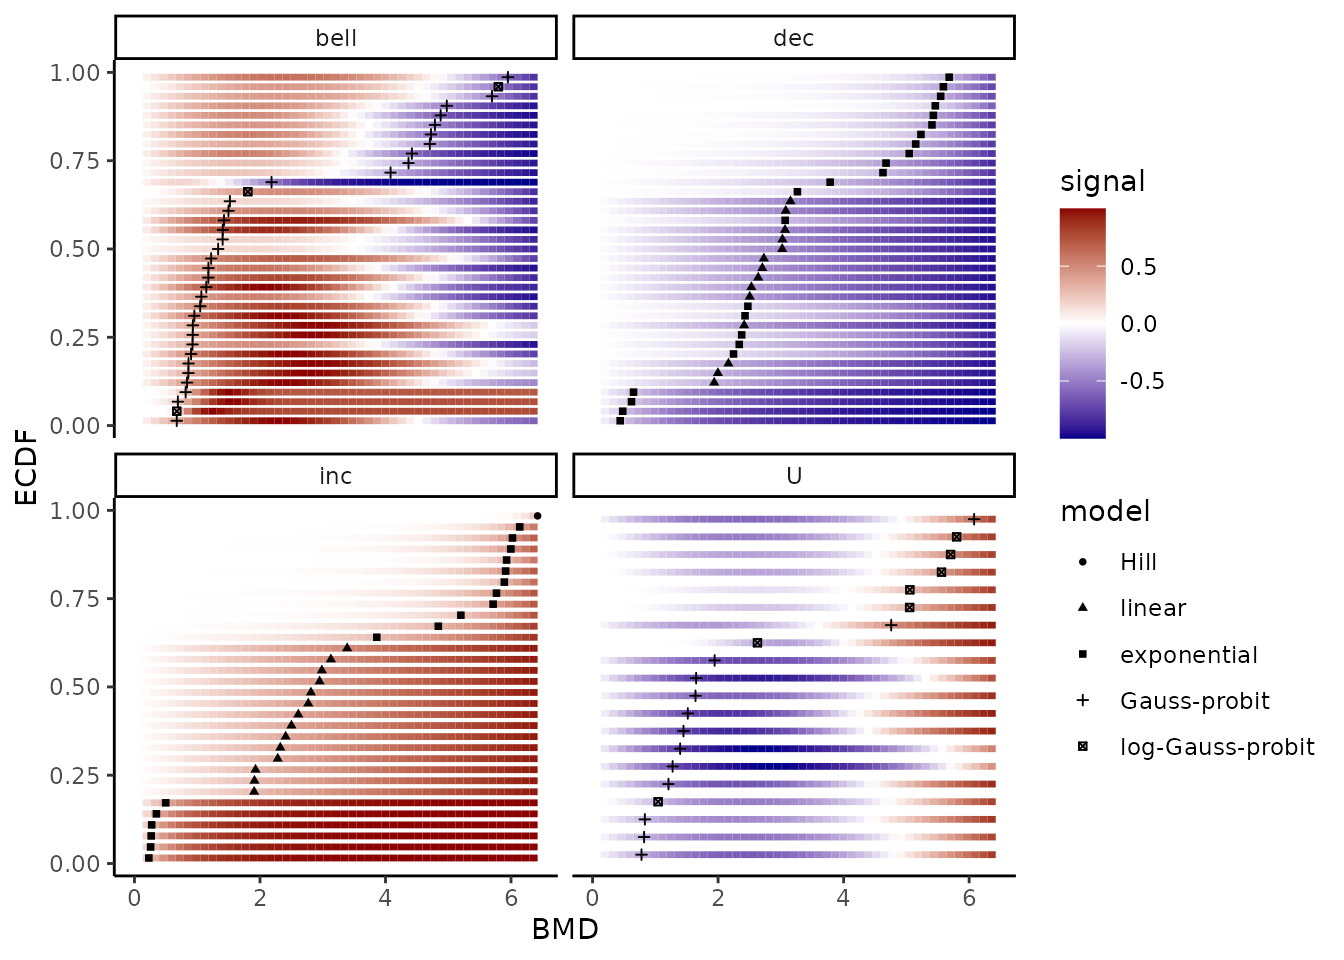 bell
dec
1.00
0.75
0.50
0.25
0.00
inc
U
1.00
0.75
0.50
0.25
0.00
0 2 4 6
0 2 4 6
BMD
ECDF
signal
0.5
0.0
-0.5
model
Hill
linear
exponential
Gauss-probit
log-Gauss-probit